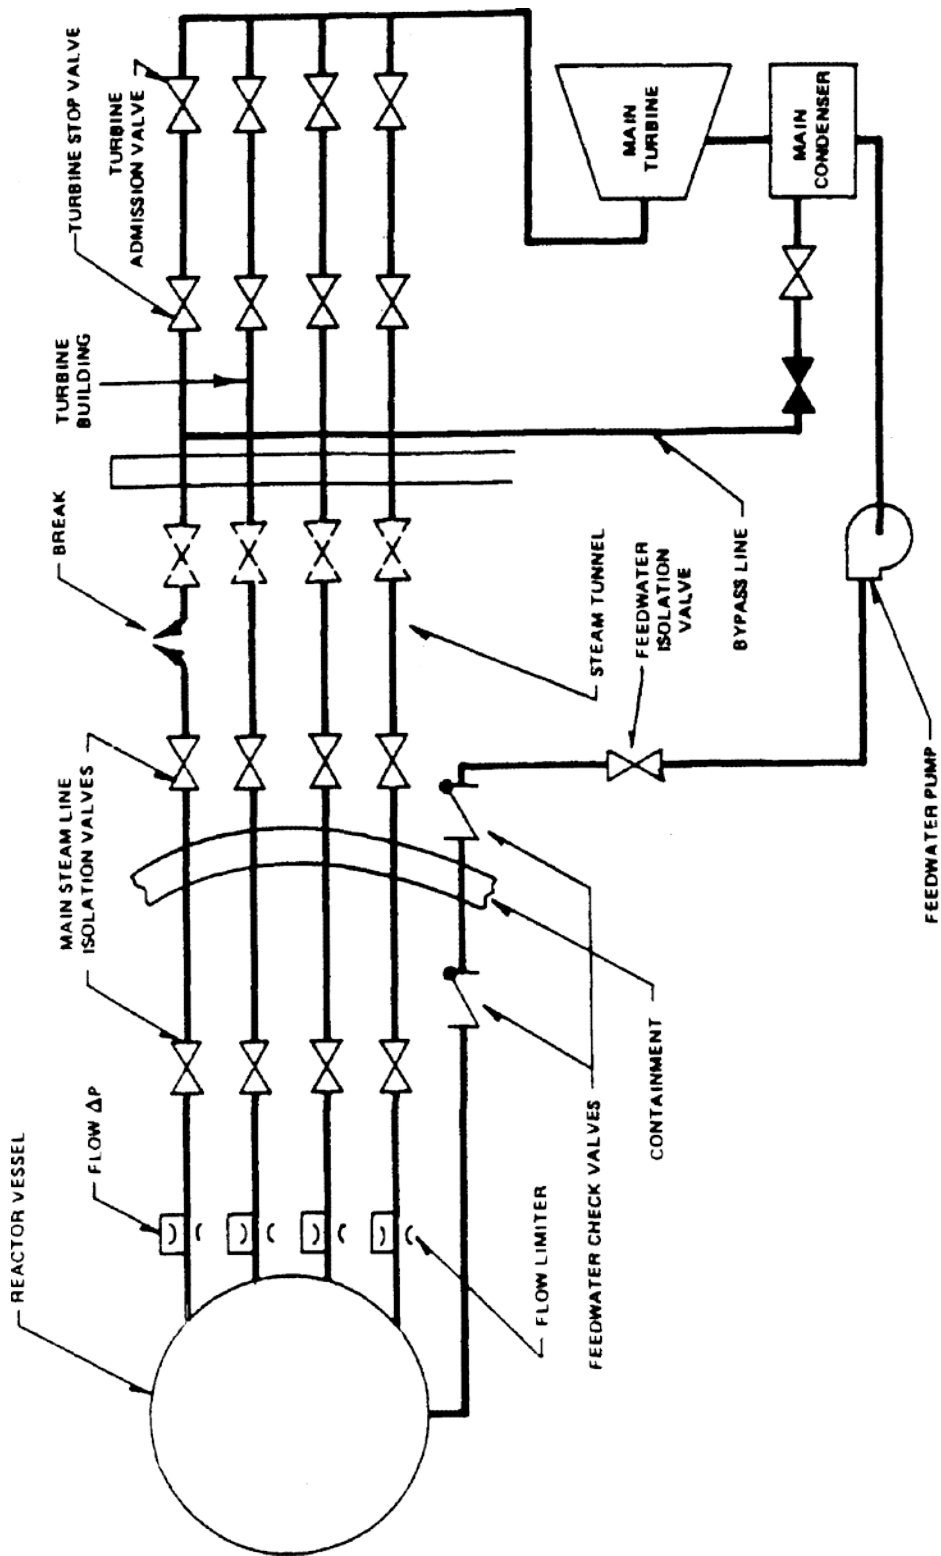 REACTOR VESSEL
FLOW ΔP
MAIN STEAM LINE
ISOLATION VALVES
BREAK
TURBINE
BUILDING
TURBINE STOP VALVE
TURBINE
ADMISSION VALVE
MAIN
TURBINE
MAIN
CONDENSER
FLOW LIMITER
FEEDWATER CHECK VALVES
CONTAINMENT
STEAM TUNNEL
FEEDWATER
ISOLATION
VALVE
BYPASS LINE
FEEDWATER PUMP